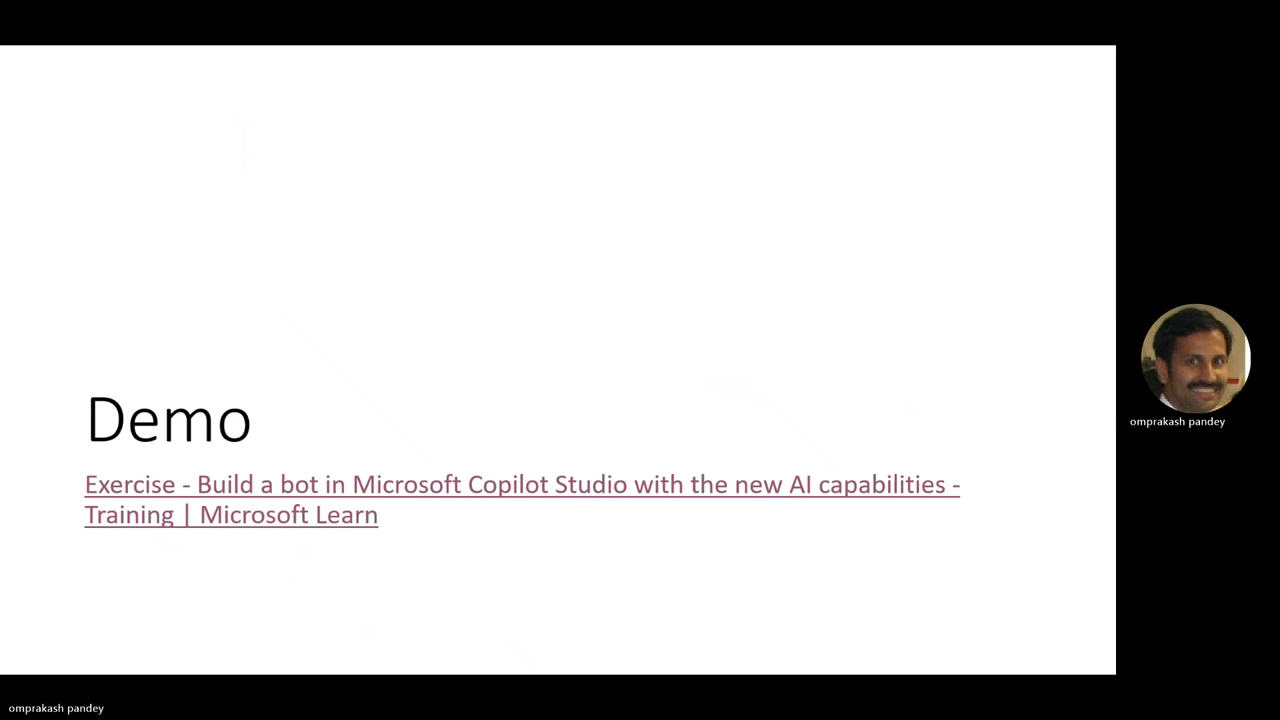 Demo
Exercise - Build a bot in Microsoft Copilot Studio with the new AI capabilities -
Training | Microsoft Learn
omprakash pandey
omprakash pandey